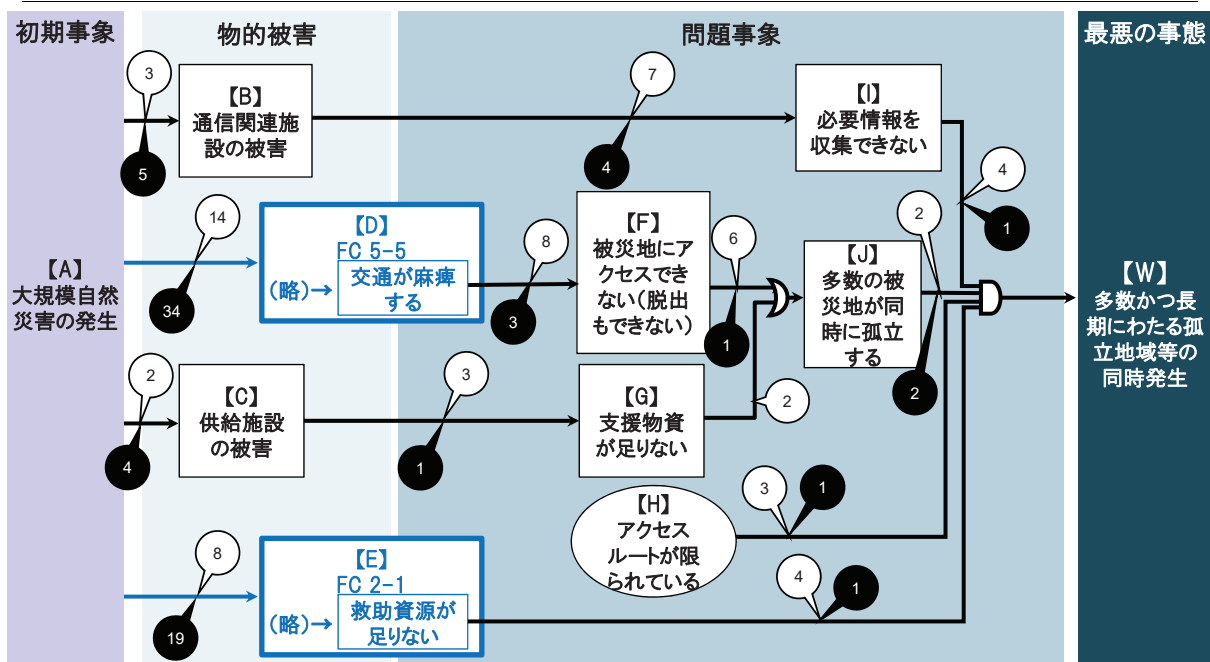 初期事象
物的被害
問題事象
最悪の事態
【A】
大規模自然
災害の発生
3
5
【B】
通信関連施
設の被害
7
4
【I】
必要情報を
収集できない
4
1
14
34
【D】
FC 5-5
(略)→
交通が麻痺
する
8
3
【F】
被災地にア
クセスでき
ない(脱出
もできない)
6
1
【J】
多数の被
災地が同
時に孤立
する
2
2
2
4
【C】
供給施設
の被害
3
1
【G】
支援物資
が足りない
2
【H】
アクセス
ルートが限
られている
3
1
8
19
【E】
FC 2-1
(略)→
救助資源が
足りない
4
1
【W】
多数かつ長
期にわたる孤
立地域等の
同時発生